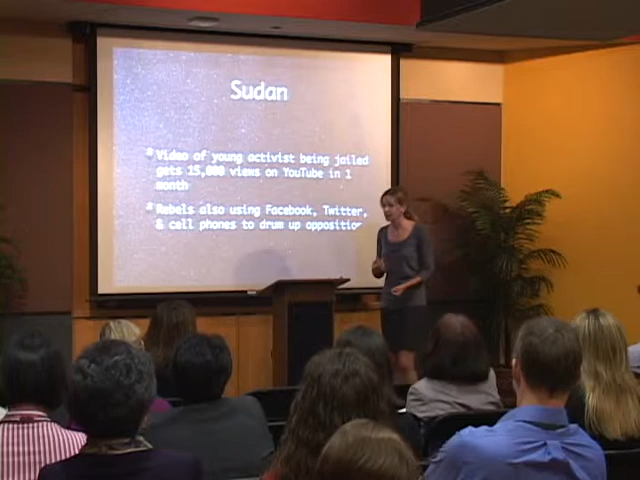 Sudan
* Video of young activist being jailed
gets 15,000 views on YouTube in 1
month
* Rebels also using Facebook, Twitter,
& cell phones to drum up opposition